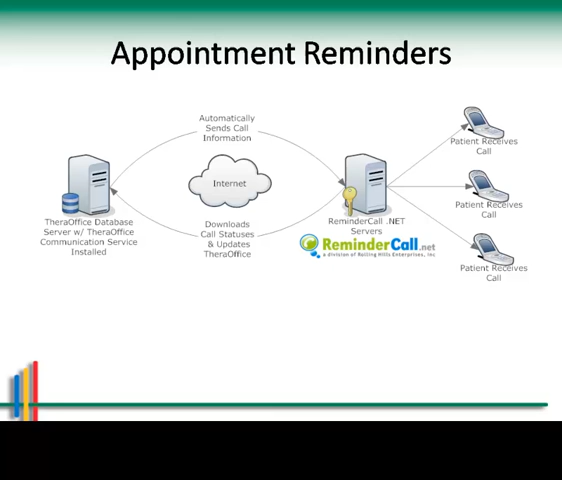 Appointment Reminders
Automatically
Sends Call
Information
Internet
Downloads
Call Statuses
& Updates
TheraOffice
TheraOffice Database
Server w/ TheraOffice
Communication Service
Installed
ReminderCall .NET
Servers
ReminderCall.net
a division of Rolling Hills Enterprises, Inc
Patient Receives
Call
Patient Receives
Call
Patient Receives
Call